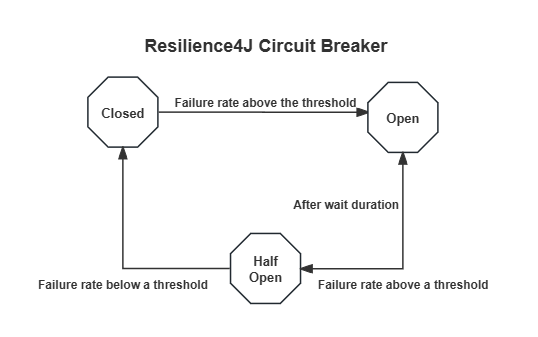 Resilience4J Circuit Breaker
Closed
Failure rate above the threshold
Open
After wait duration
Half
Open
Failure rate below a threshold
Failure rate above a threshold